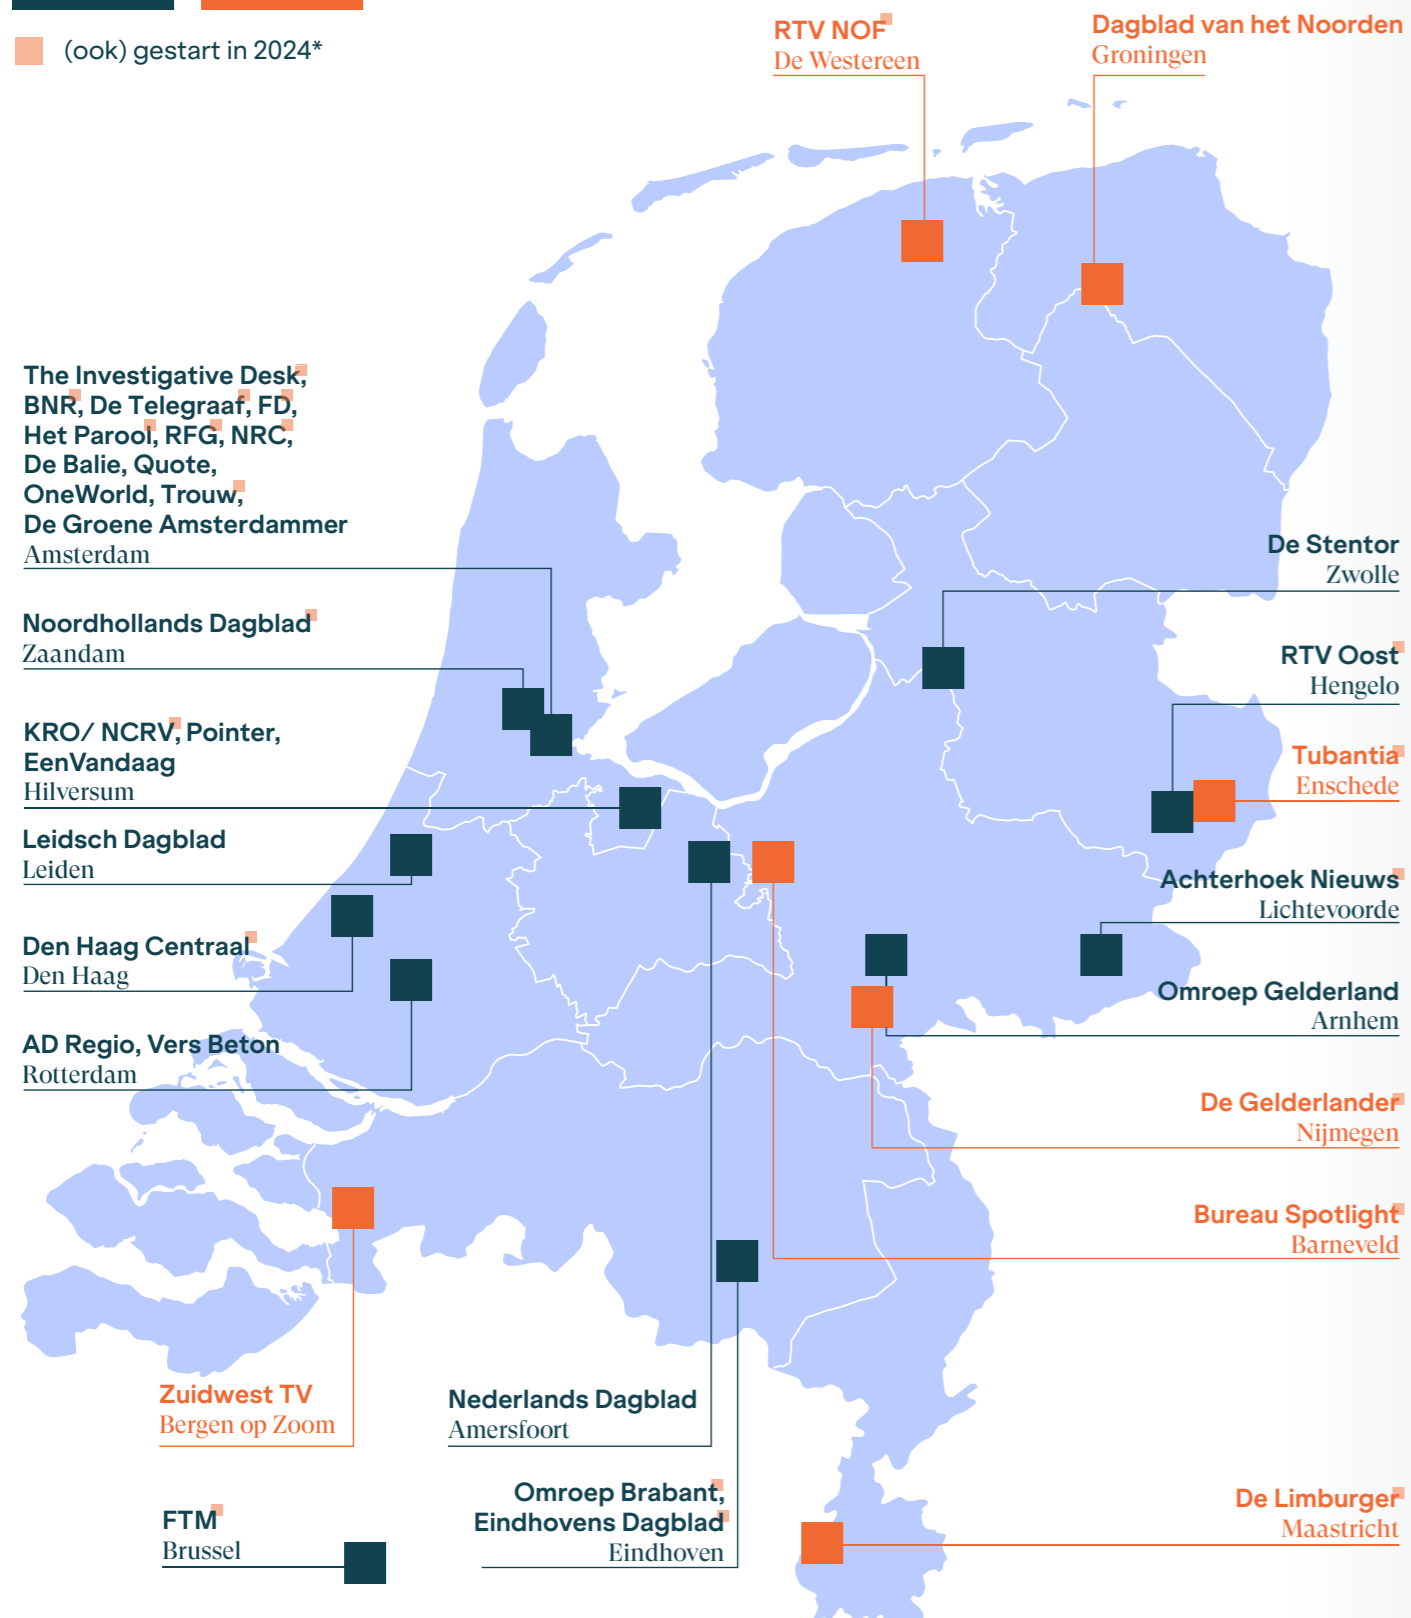 (ook) gestart in 2024*
RTV NOF
De Westereen
Dagblad van het Noorden
Groningen
The Investigative Desk,
BNR, De Telegraaf, FD,
Het Parool, RFG, NRC,
De Balie, Quote,
OneWorld, Trouw,
De Groene Amsterdammer
Amsterdam
Noordhollands Dagblad
Zaandam
KRO/ NCRV, Pointer,
EenVandaag
Hilversum
Leidsch Dagblad
Leiden
Den Haag Centraal
Den Haag
AD Regio, Vers Beton
Rotterdam
De Stentor
Zwolle
RTV Oost
Hengelo
Tubantia
Enschede
Achterhoek Nieuws
Lichtevoorde
Omroep Gelderland
Arnhem
De Gelderlander
Nijmegen
Bureau Spotlight
Barneveld
Zuidwest TV
Bergen op Zoom
Nederlands Dagblad
Amersfoort
Omroep Brabant,
Eindhovens Dagblad
Eindhoven
FTM
Brussel
De Limburger
Maastricht